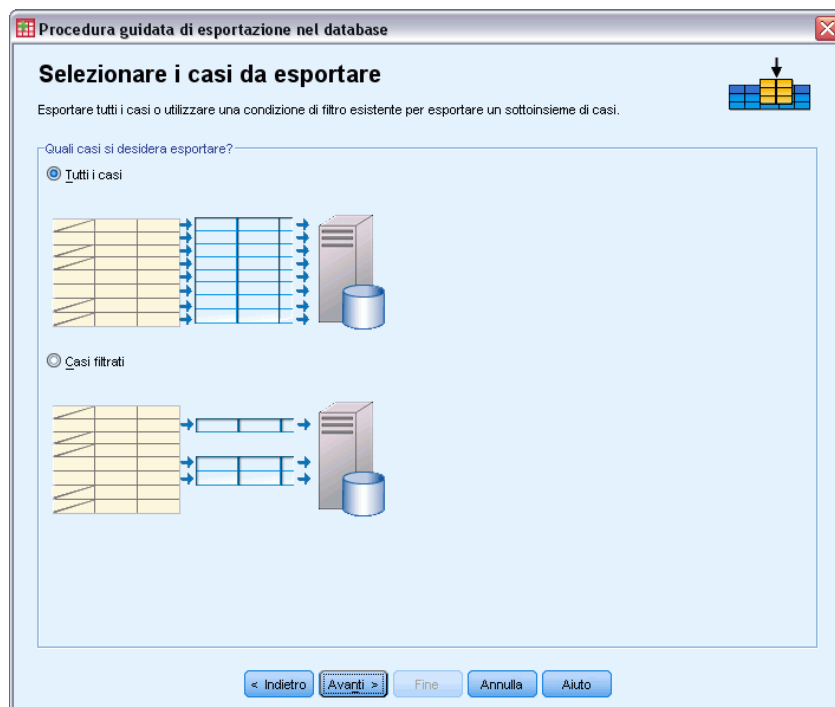 Procedura guidata di esportazione nel database
Selezionare i casi da esportare
Esportare tutti i casi o utilizzare una condizione di filtro esistente per esportare un sottoinsieme di casi.
Quali casi si desidera esportare?
Tutti i casi
Casi filtrati
< Indietro
Avanti >
Fine
Annulla
Aiuto